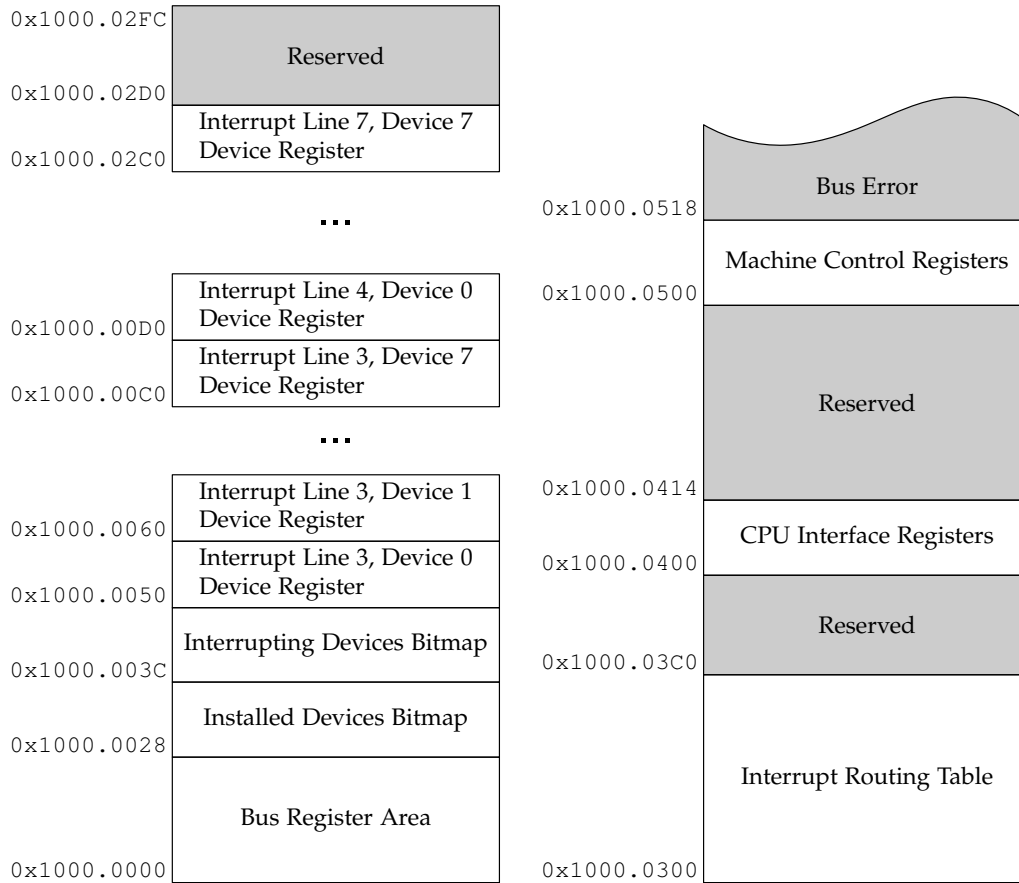 0x1000.02FC
Reserved
0x1000.02D0
Interrupt Line 7, Device 7
Device Register
0x1000.02C0
...
Interrupt Line 4, Device 0
Device Register
0x1000.00D0
Interrupt Line 3, Device 7
Device Register
0x1000.00C0
...
Interrupt Line 3, Device 1
Device Register
0x1000.0060
Interrupt Line 3, Device 0
Device Register
0x1000.0050
Interrupting Devices Bitmap
0x1000.003C
Installed Devices Bitmap
0x1000.0028
Bus Register Area
0x1000.0000
Bus Error
0x1000.0518
Machine Control Registers
0x1000.0500
Reserved
0x1000.0414
CPU Interface Registers
0x1000.0400
Reserved
0x1000.03C0
Interrupt Routing Table
0x1000.0300